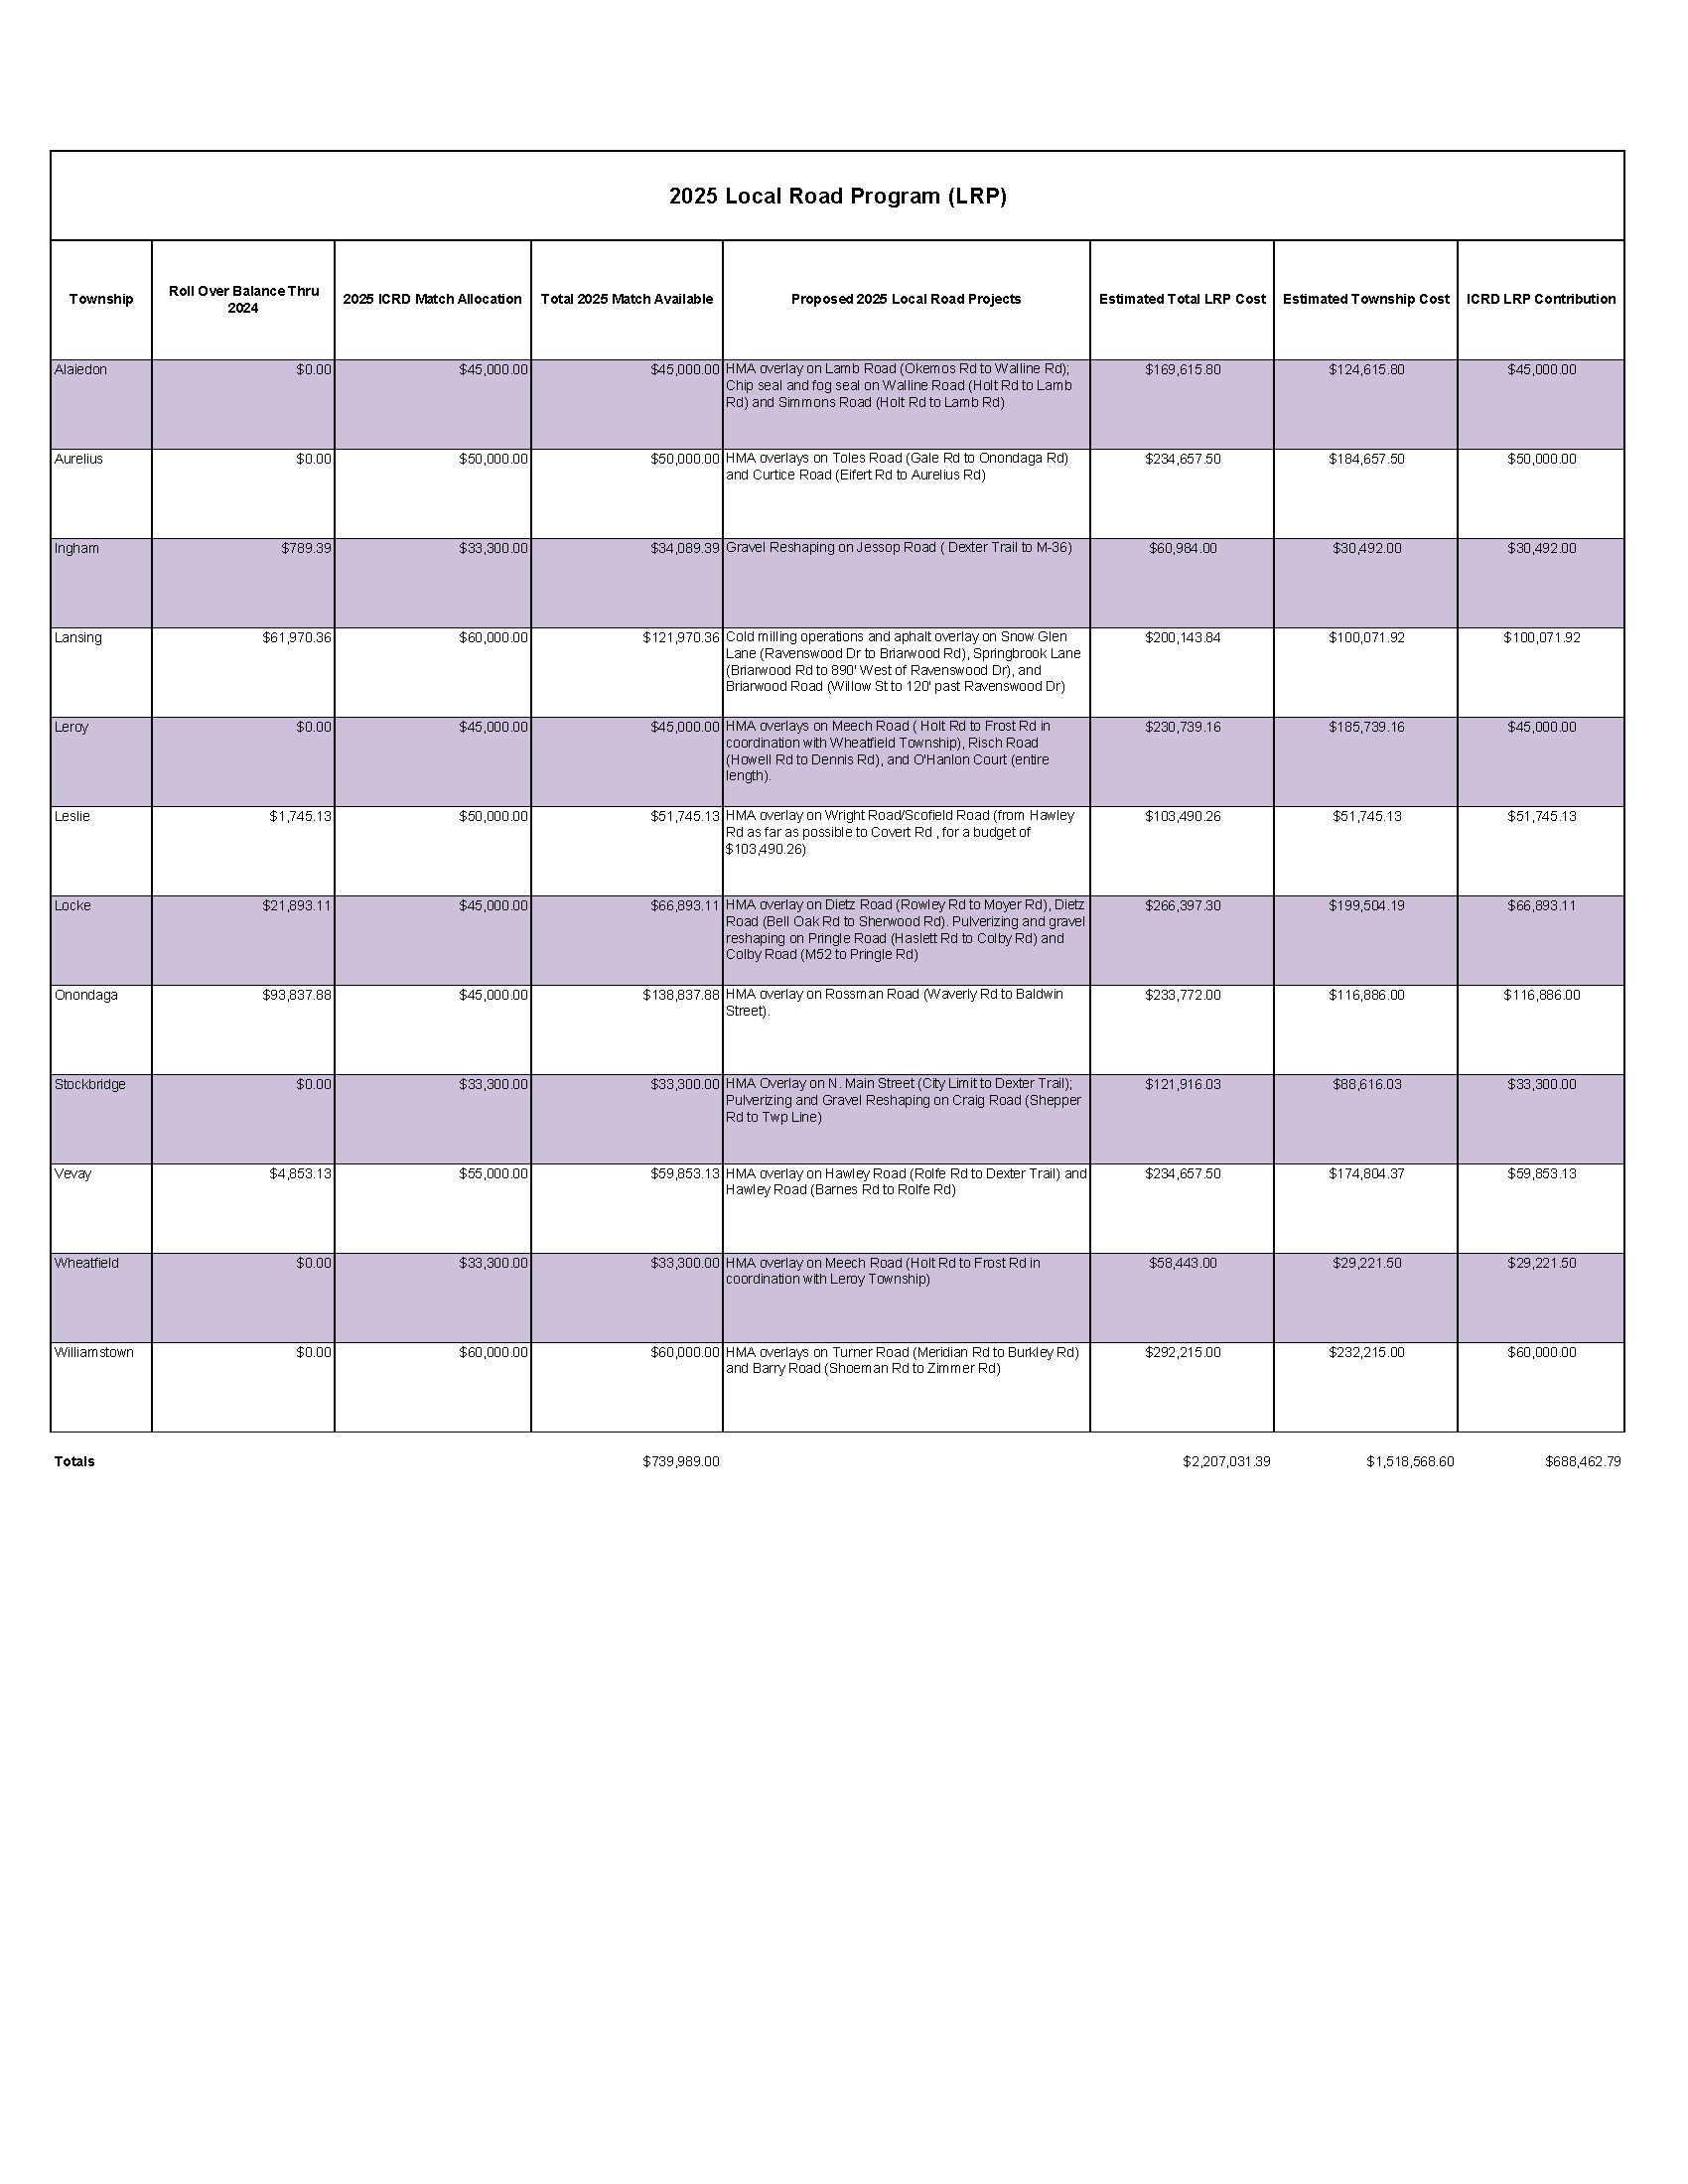 2025 Local Road Program (LRP)
Township
Roll Over Balance Thru
2024
2025 ICRD Match Allocation
Total 2025 Match Available
Proposed 2025 Local Road Projects
Estimated Total LRP Cost
Estimated Township Cost
ICRD LRP Contribution
Alaiedon $0.00 $45,000.00 $45,000.00 HMA overlay on Lamb Road (Okemos Rd to Walline Rd); $169,615.80 $124,615.80 $45,000.00
Chip seal and fog seal on Walline Road (Holt Rd to Lamb
Rd) and Simmons Road (Holt Rd to Lamb Rd)
Aurelius $0.00 $50,000.00 $50,000.00 HMA overlays on Toles Road (Gale Rd to Onondaga Rd) $234,657.50 $184,657.50 $50,000.00
and Curtice Road (Eifert Rd to Aurelius Rd)
Ingham $789.39 $33,300.00 $34,089.39 Gravel Reshaping on Jessop Road ( Dexter Trail to M-36) $60,984.00 $30,492.00 $30,492.00
Lansing $61,970.36 $60,000.00 $121,970.36 Cold milling operations and aphalt overlay on Snow Glen $200,143.84 $100,071.92 $100,071.92
Lane (Ravenswood Dr to Briarwood Rd), Springbrook Lane
(Briarwood Rd to 890' West of Ravenswood Dr), and
Briarwood Road (Willow St to 120' past Ravenswood Dr)
Leroy $0.00 $45,000.00 $45,000.00 HMA overlays on Meech Road ( Holt Rd to Frost Rd in $230,739.16 $185,739.16 $45,000.00
coordination with Wheatfield Township), Risch Road
(Howell Rd to Dennis Rd), and O'Hanlon Court (entire
length).
Leslie $1,745.13 $50,000.00 $51,745.13 HMA overlay on Wright Road/Scofield Road (from Hawley $103,490.26 $51,745.13 $51,745.13
Rd as far as possible to Covert Rd , for a budget of
$103,490.26)
Locke $21,893.11 $45,000.00 $66,893.11 HMA overlay on Dietz Road (Rowley Rd to Moyer Rd), Dietz $266,397.30 $199,504.19 $66,893.11
Road (Bell Oak Rd to Sherwood Rd). Pulverizing and gravel
reshaping on Pringle Road (Haslett Rd to Colby Rd) and
Colby Road (M52 to Pringle Rd)
Onondaga $93,837.88 $45,000.00 $138,837.88 HMA overlay on Rossman Road (Waverly Rd to Baldwin $233,772.00 $116,886.00 $116,886.00
Street).
Stockbridge $0.00 $33,300.00 $33,300.00 HMA Overlay on N. Main Street (City Limit to Dexter Trail); $121,916.03 $88,616.03 $33,300.00
Pulverizing and Gravel Reshaping on Craig Road (Shepper
Rd to Twp Line)
Vevay $4,853.13 $55,000.00 $59,853.13 HMA overlay on Hawley Road (Rolfe Rd to Dexter Trail) and $234,657.50 $174,804.37 $59,853.13
Hawley Road (Barnes Rd to Rolfe Rd)
Wheatfield $0.00 $33,300.00 $33,300.00 HMA overlay on Meech Road (Holt Rd to Frost Rd in $58,443.00 $29,221.50 $29,221.50
coordination with Leroy Township)
Williamstown $0.00 $60,000.00 $60,000.00 HMA overlays on Turner Road (Meridian Rd to Burkley Rd) $292,215.00 $232,215.00 $60,000.00
and Barry Road (Shoeman Rd to Zimmer Rd)
Totals $739,989.00 $2,207,031.39 $1,518,568.60 $688,462.79